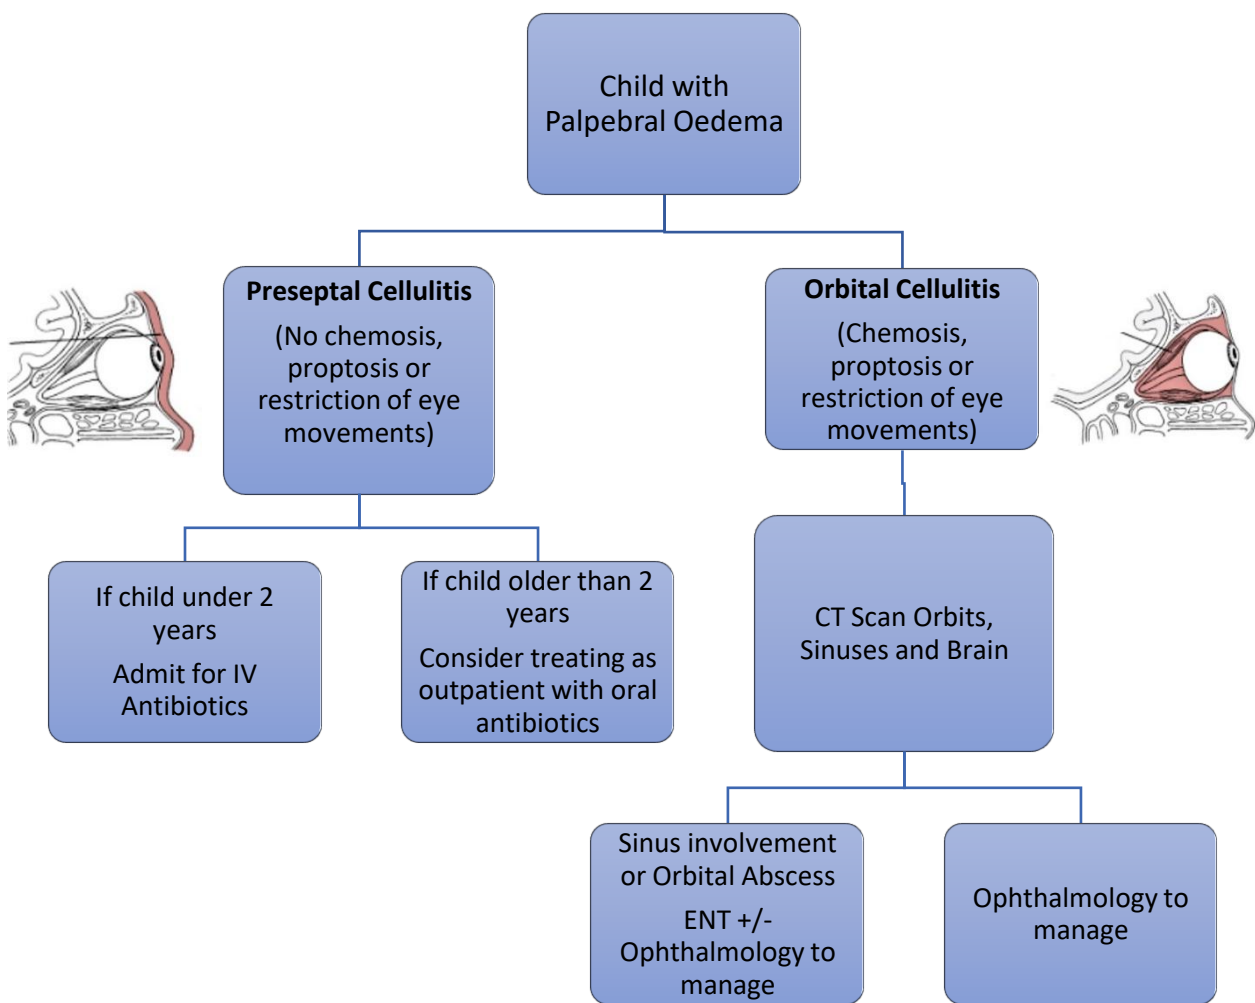 Child with
Palpebral Oedema
Preseptal Cellulitis
(No chemosis,
proptosis or
restriction of eye
movements)
Orbital Cellulitis
(Chemosis,
proptosis or
restriction of eye
movements)
If child under 2
years
Admit for IV
Antibiotics
If child older than 2
years
Consider treating as
outpatient with oral
antibiotics
CT Scan Orbits,
Sinuses and Brain
Sinus involvement
or Orbital Abscess
ENT +/-
Ophthalmology to
manage
Ophthalmology to
manage